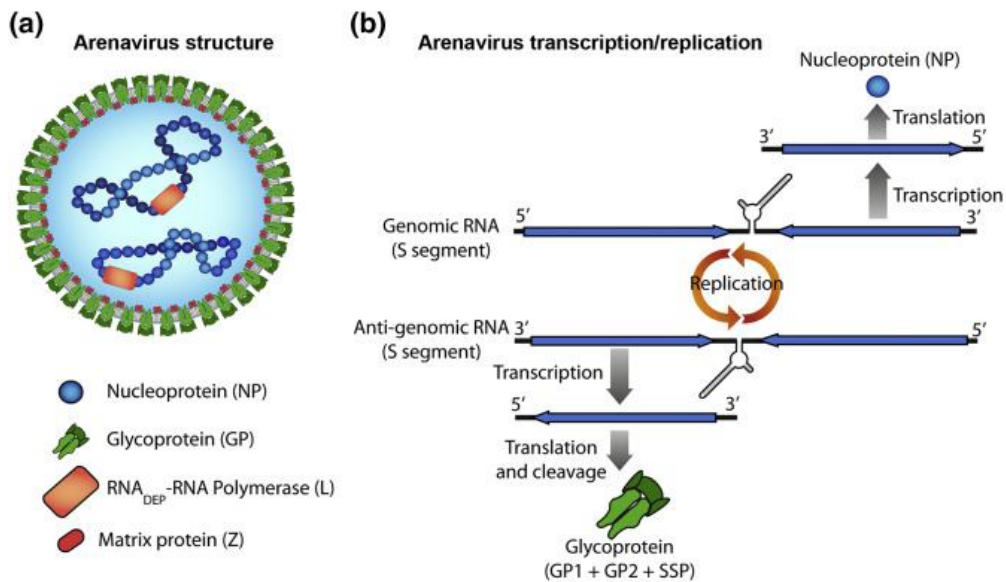 (a)
Arenavirus structure
Nucleoprotein (NP)
Glycoprotein (GP)
RNADEP-RNA Polymerase (L)
Matrix protein (Z)
(b)
Arenavirus transcription/replication
Nucleoprotein (NP)
Translation
3’ 5’
Transcription
5’ 3’
Genomic RNA
(S segment)
Replication
Anti-genomic RNA
(S segment)
3’ 5’
Transcription
5’ 3’
Translation
and cleavage
Glycoprotein
(GP1 + GP2 + SSP)